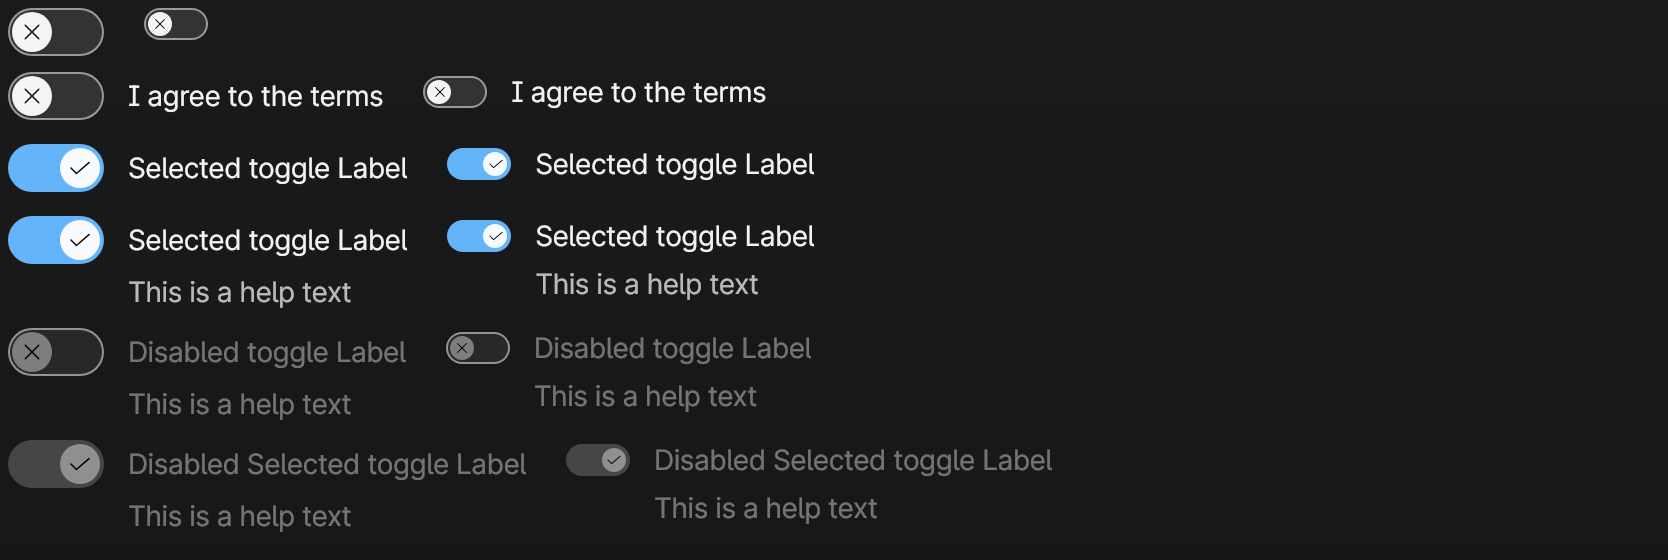 I agree to the terms I agree to the terms
Selected toggle Label Selected toggle Label
Selected toggle Label Selected toggle Label
This is a help text This is a help text
Disabled toggle Label Disabled toggle Label
This is a help text This is a help text
Disabled Selected toggle Label Disabled Selected toggle Label
This is a help text This is a help text